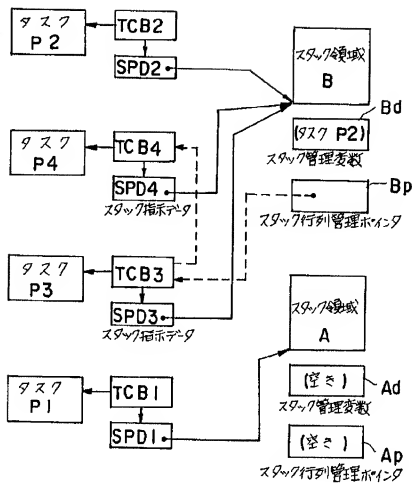 タスク
P2
TCB2
SPD2
スタック領域
B
Bd
(タスク P2)
スタック管理変数
タスク
P4
TCB4
SPD4
スタック指示データ
Bp
スタック行列管理ポインタ
タスク
P3
TCB3
SPD3
スタック指示データ
スタック領域
A
(空き)
Ad
スタック管理変数
タスク
P1
TCB1
SPD1
(空き)
Ap
スタック行列管理ポインタ